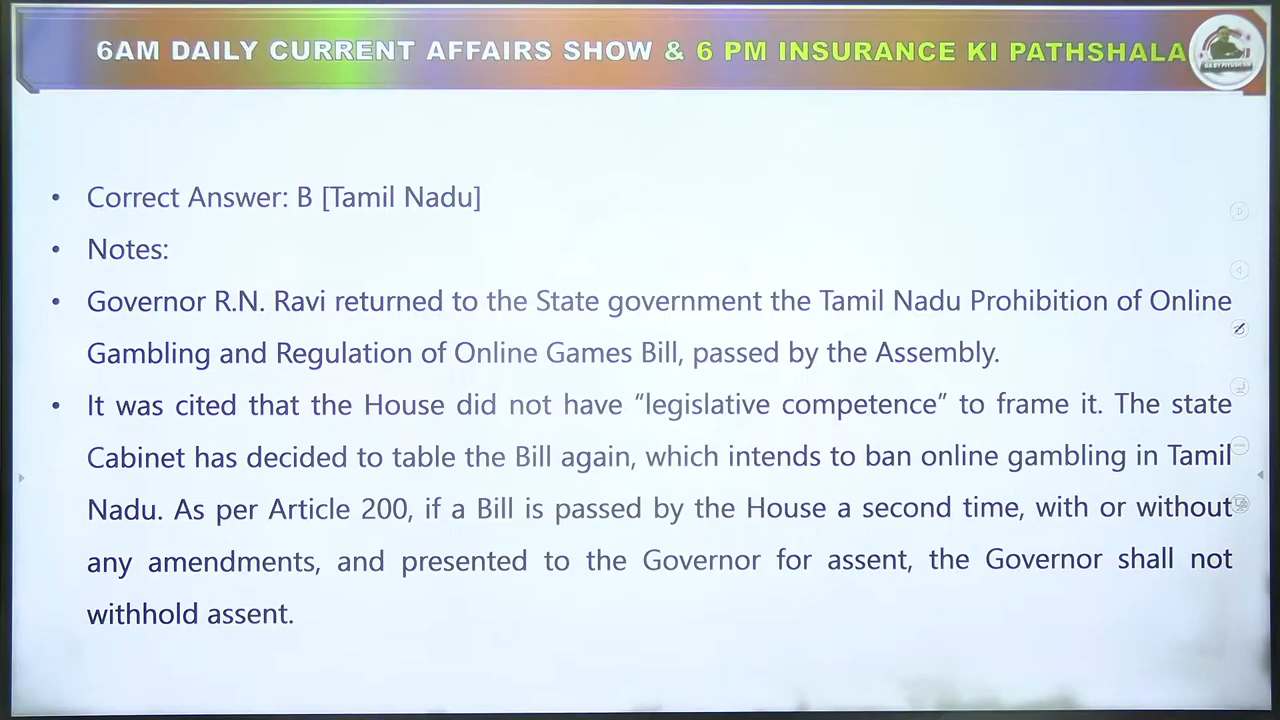 6AM DAILY CURRENT AFFAIRS SHOW & 6 PM INSURANCE KI PATHSHALA
• Correct Answer: B [Tamil Nadu]
• Notes:
• Governor R.N. Ravi returned to the State government the Tamil Nadu Prohibition of Online
Gambling and Regulation of Online Games Bill, passed by the Assembly.
• It was cited that the House did not have “legislative competence” to frame it. The state
Cabinet has decided to table the Bill again, which intends to ban online gambling in Tamil
Nadu. As per Article 200, if a Bill is passed by the House a second time, with or without
any amendments, and presented to the Governor for assent, the Governor shall not
withhold assent.